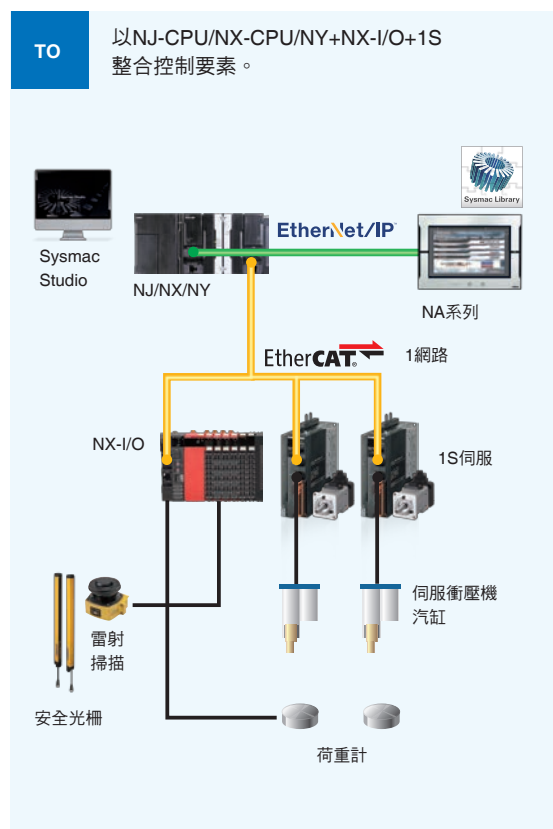 TO
以NJ-CPU/NX-CPU/NY+NX-I/O+1S
整合控制要素。
Sysmac Library
EtherNet/IP™
Sysmac
Studio
NJ/NX/NY
NA系列
EtherCAT®
1網路
NX-I/O
1S伺服
伺服衝壓機
汽缸
雷射
掃描
安全光柵
荷重計